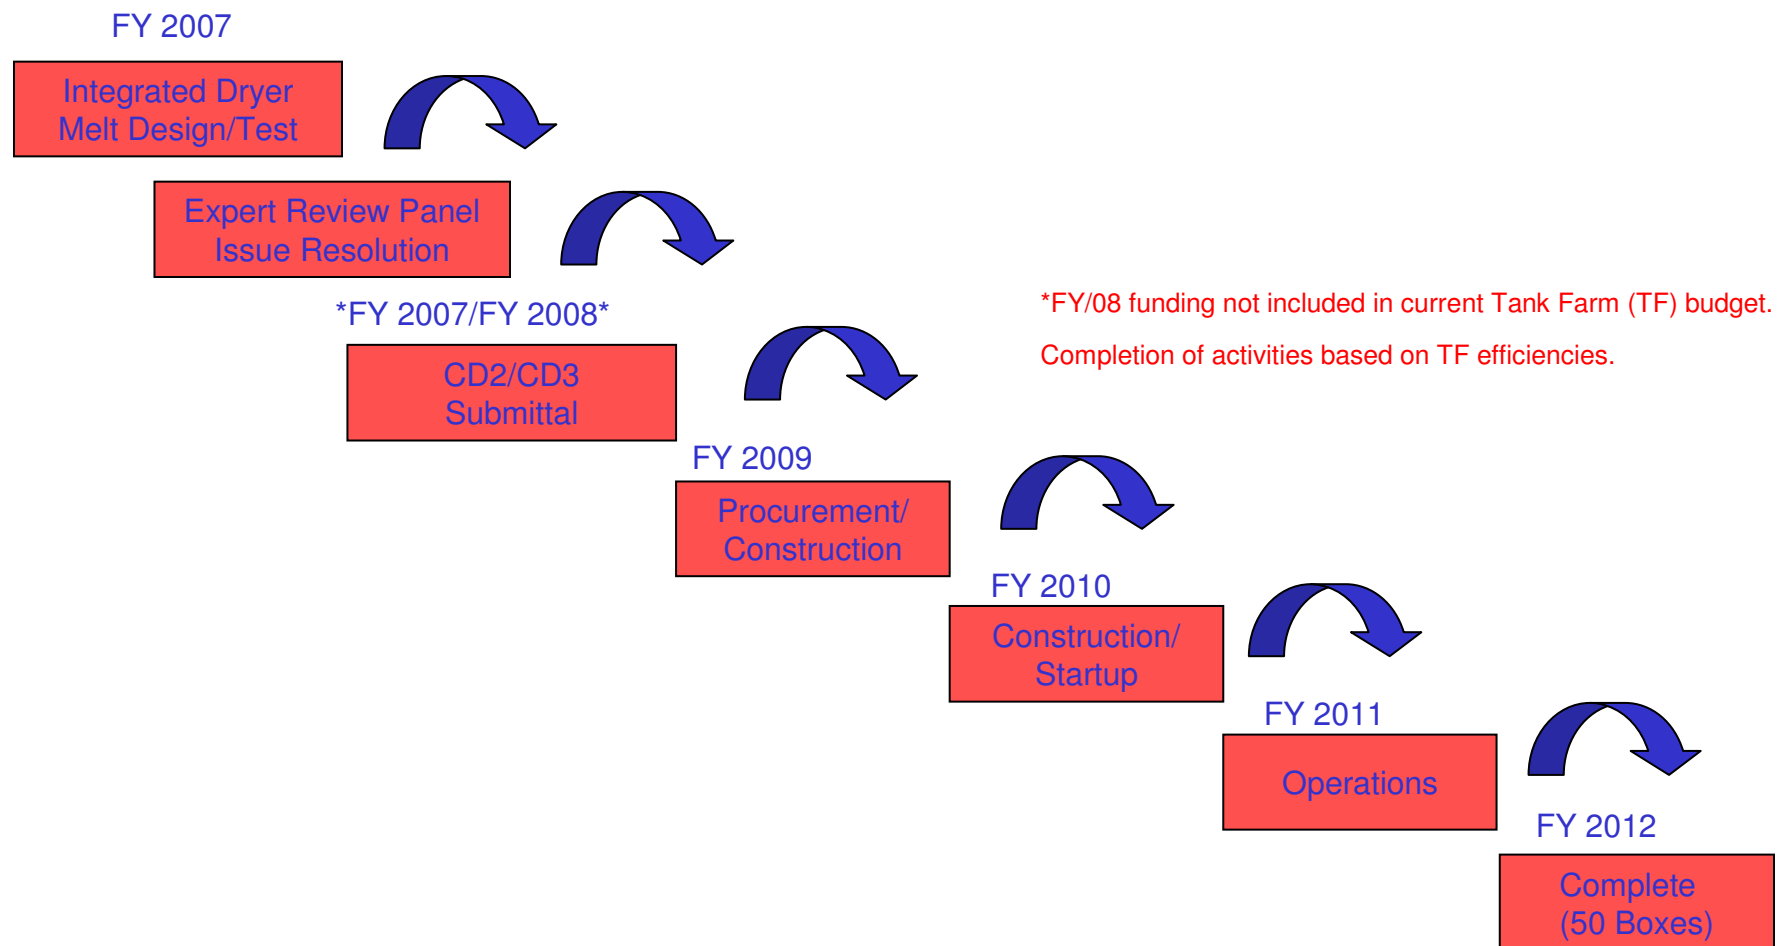 FY 2007
Integrated Dryer
Melt Design/Test
Expert Review Panel
Issue Resolution
*FY 2007/FY 2008*
CD2/CD3
Submittal
*FY/08 funding not included in current Tank Farm (TF) budget.
Completion of activities based on TF efficiencies.
FY 2009
Procurement/
Construction
FY 2010
Construction/
Startup
FY 2011
Operations
FY 2012
Complete
(50 Boxes)